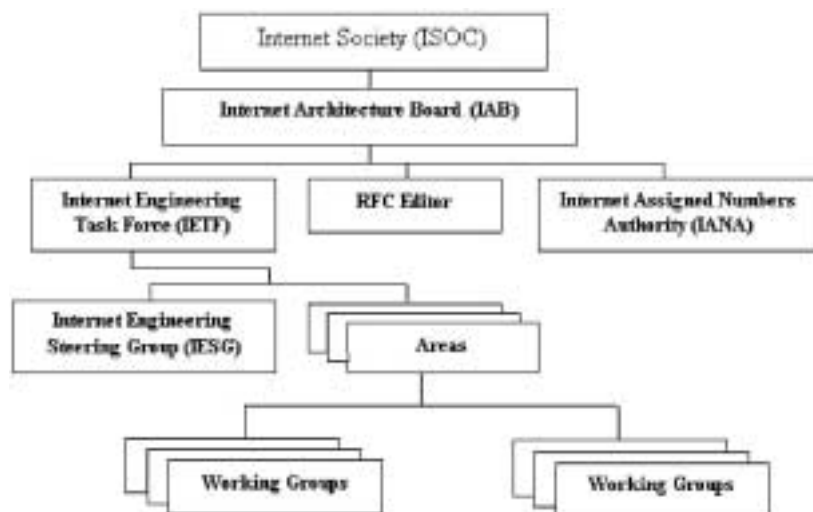 Internet Society (ISOC)
Internet Architecture Board (IAB)
Internet Engineering
Task Force (IETF)
RFC Editor
Internet Assigned Numbers
Authority (IANA)
Internet Engineering
Steering Group (IESG)
Areas
Working Groups
Working Groups